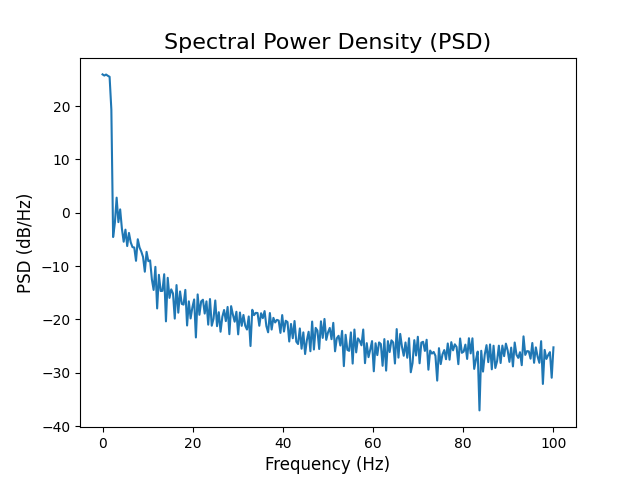 Spectral Power Density (PSD)
20
10
0
−10
−20
−30
−40
PSD (dB/Hz)
0 20 40 60 80 100
Frequency (Hz)